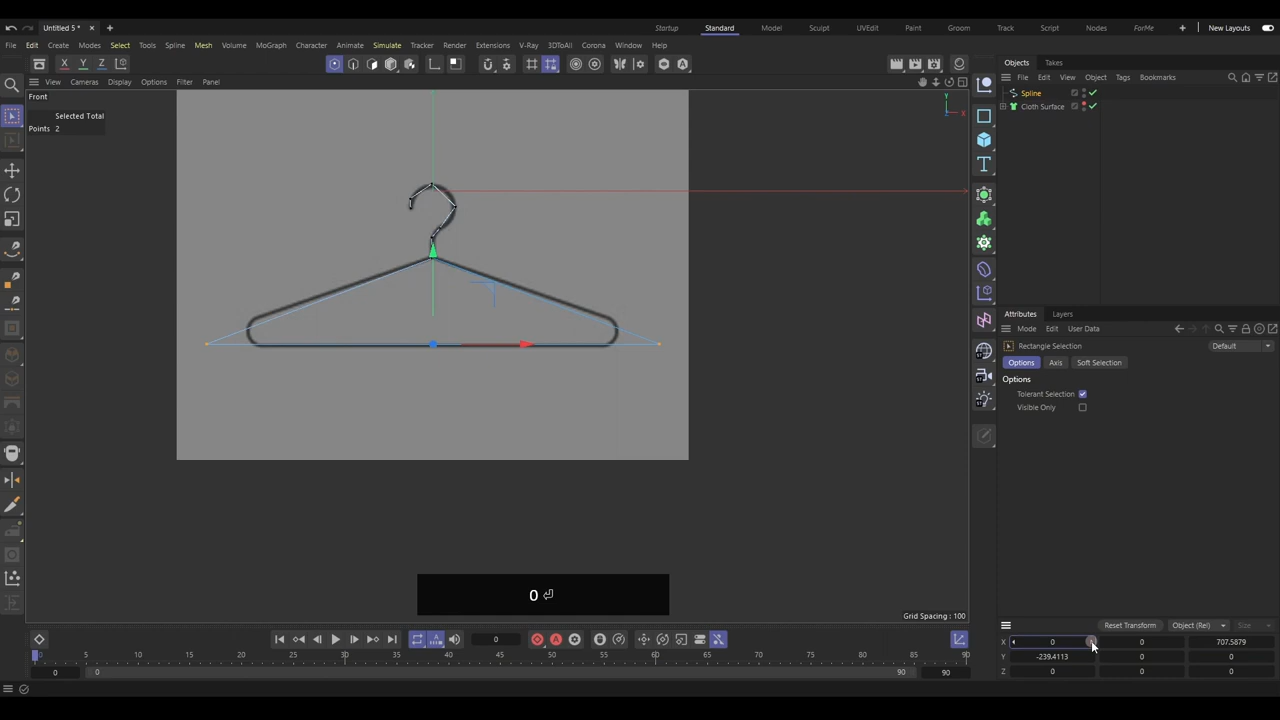 Untitled 5 * × +
Startup Standard Model Sculpt UVEdit Paint Groom Track Script Nodes ForMe + New Layouts
File Edit Create Modes Select Tools Spline Mesh Volume MoGraph Character Animate Simulate Tracker Render Extensions V-Ray 3DToAll Corona Window Help
X Y Z
View Cameras Display Options Filter Panel
Front
Selected Total
Points 2
Y
X
Z
Objects Takes
File Edit View Object Tags Bookmarks
Spline
Cloth Surface
Attributes Layers
Mode Edit User Data
Rectangle Selection Default
Options Axis Soft Selection
Options
Tolerant Selection
Visible Only
0 ⏎
Grid Spacing : 100
Reset Transform Object (Rel) Size
0
X 0 0 707.5879
Y -239.4113 0 0
Z 0 0 0
0 5 10 15 20 25 30 35 40 45 50 55 60 65 70 75 80 85 90
0 0 90 90